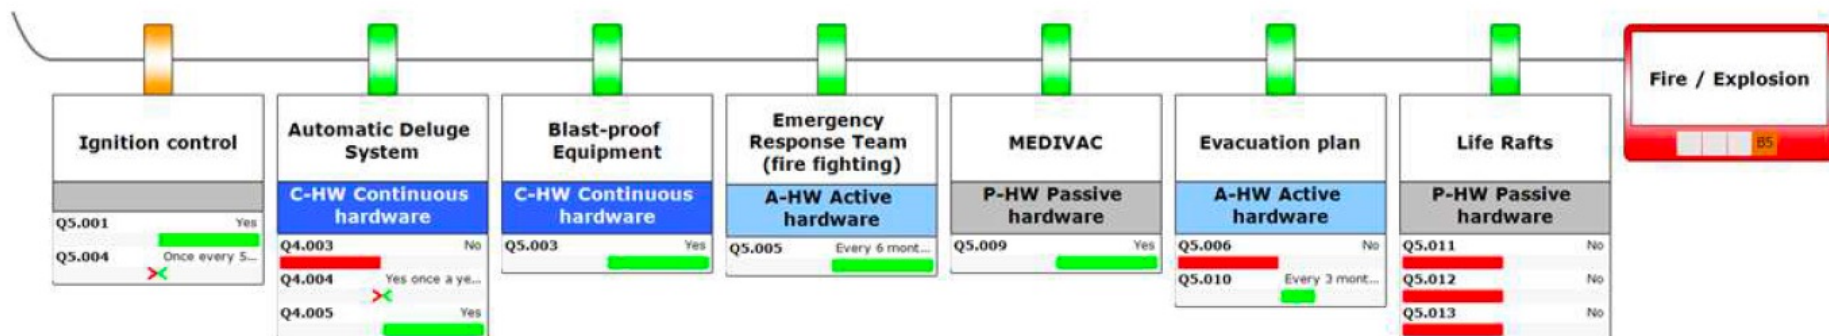 Ignition control
Q5.001 Yes
Q5.004 Once every 5...
Automatic Deluge
System
C-HW Continuous
hardware
Q4.003 No
Q4.004 Yes once a ye...
Q4.005 Yes
Blast-proof
Equipment
C-HW Continuous
hardware
Q5.003 Yes
Emergency
Response Team
(fire fighting)
A-HW Active
hardware
Q5.005 Every 6 mont...
MEDIVAC
P-HW Passive
hardware
Q5.009 Yes
Evacuation plan
A-HW Active
hardware
Q5.006 No
Q5.010 Every 3 mont...
Life Rafts
P-HW Passive
hardware
Q5.011 No
Q5.012 No
Q5.013 No
Fire / Explosion
B5